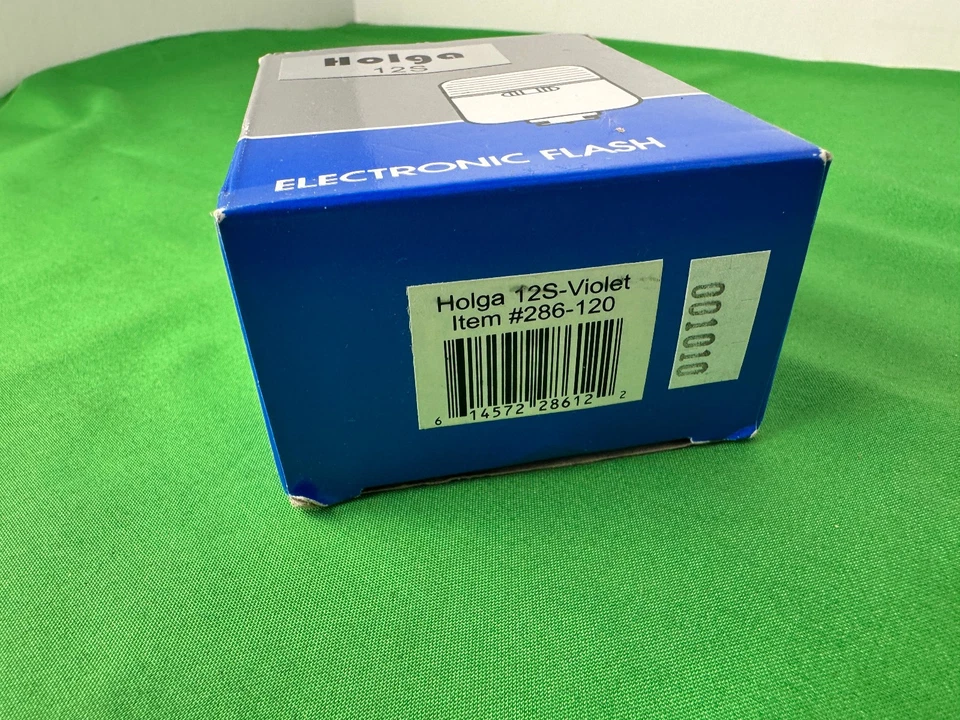 Holga
12S
ELECTRONIC FLASH
Holga 12S-Violet
Item #286-120
6 14572 28612 2
001010